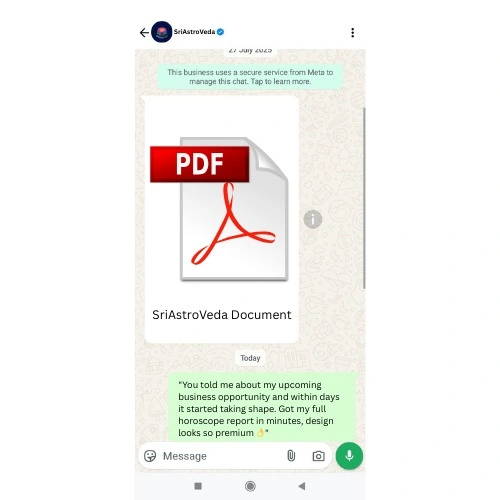 SriAstroVeda
27 July 2025
This business uses a secure service from Meta to
manage this chat. Tap to learn more.
PDF
SriAstroVeda Document
Today
"You told me about my upcoming
business opportunity and within days
it started taking shape. Got my full
horoscope report in minutes, design
looks so premium 👌"
Message